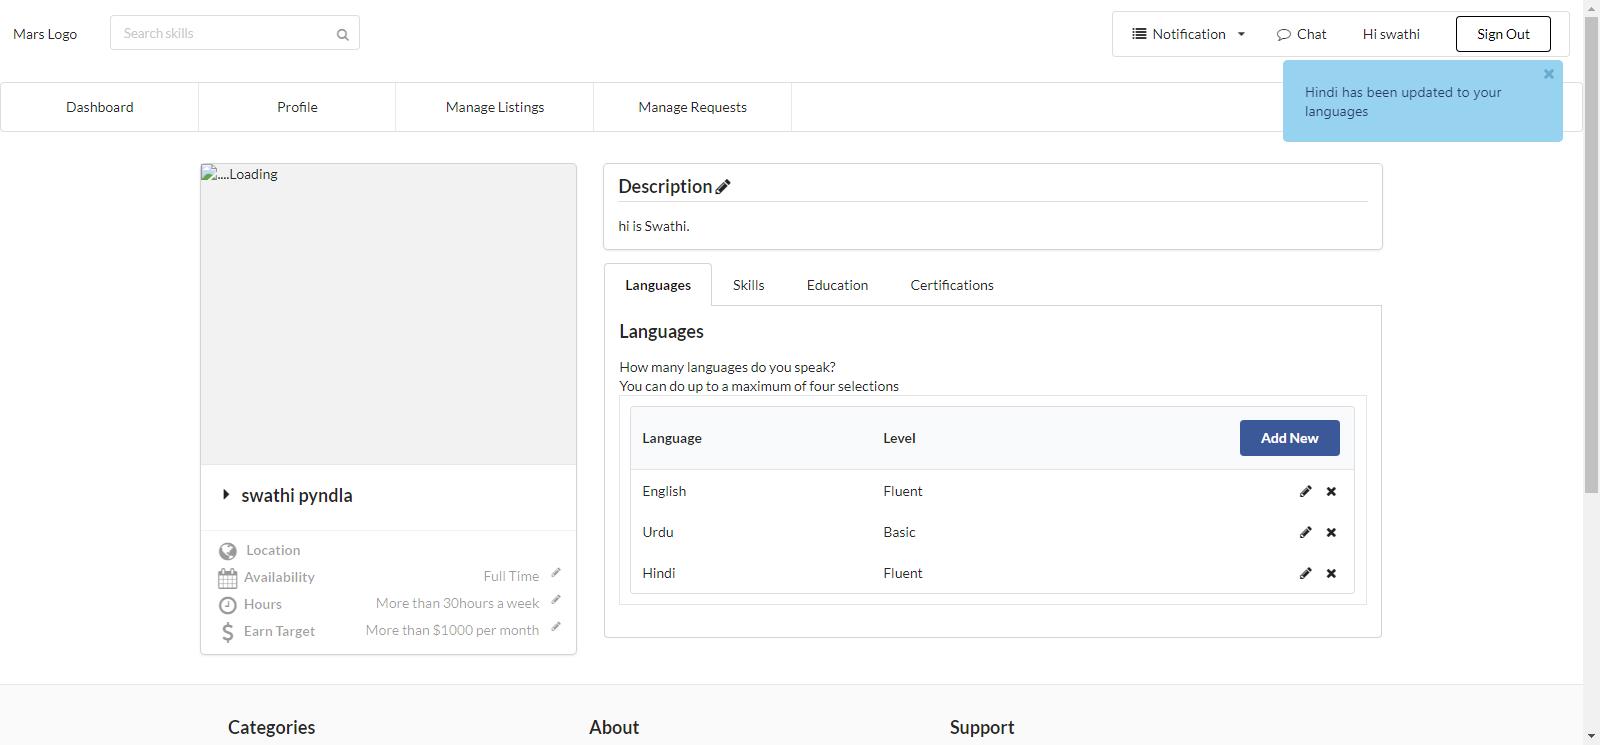 Mars Logo
Search skills
Notification
Chat
Hi swathi
Sign Out
Hindi has been updated to your
languages
Dashboard
Profile
Manage Listings
Manage Requests
....Loading
swathi pyndla
Location
Availability
Full Time
Hours
More than 30hours a week
Earn Target
More than $1000 per month
Description
hi is Swathi.
Languages
Skills
Education
Certifications
Languages
How many languages do you speak?
You can do up to a maximum of four selections
Language
Level
Add New
English
Fluent
Urdu
Basic
Hindi
Fluent
Categories
About
Support